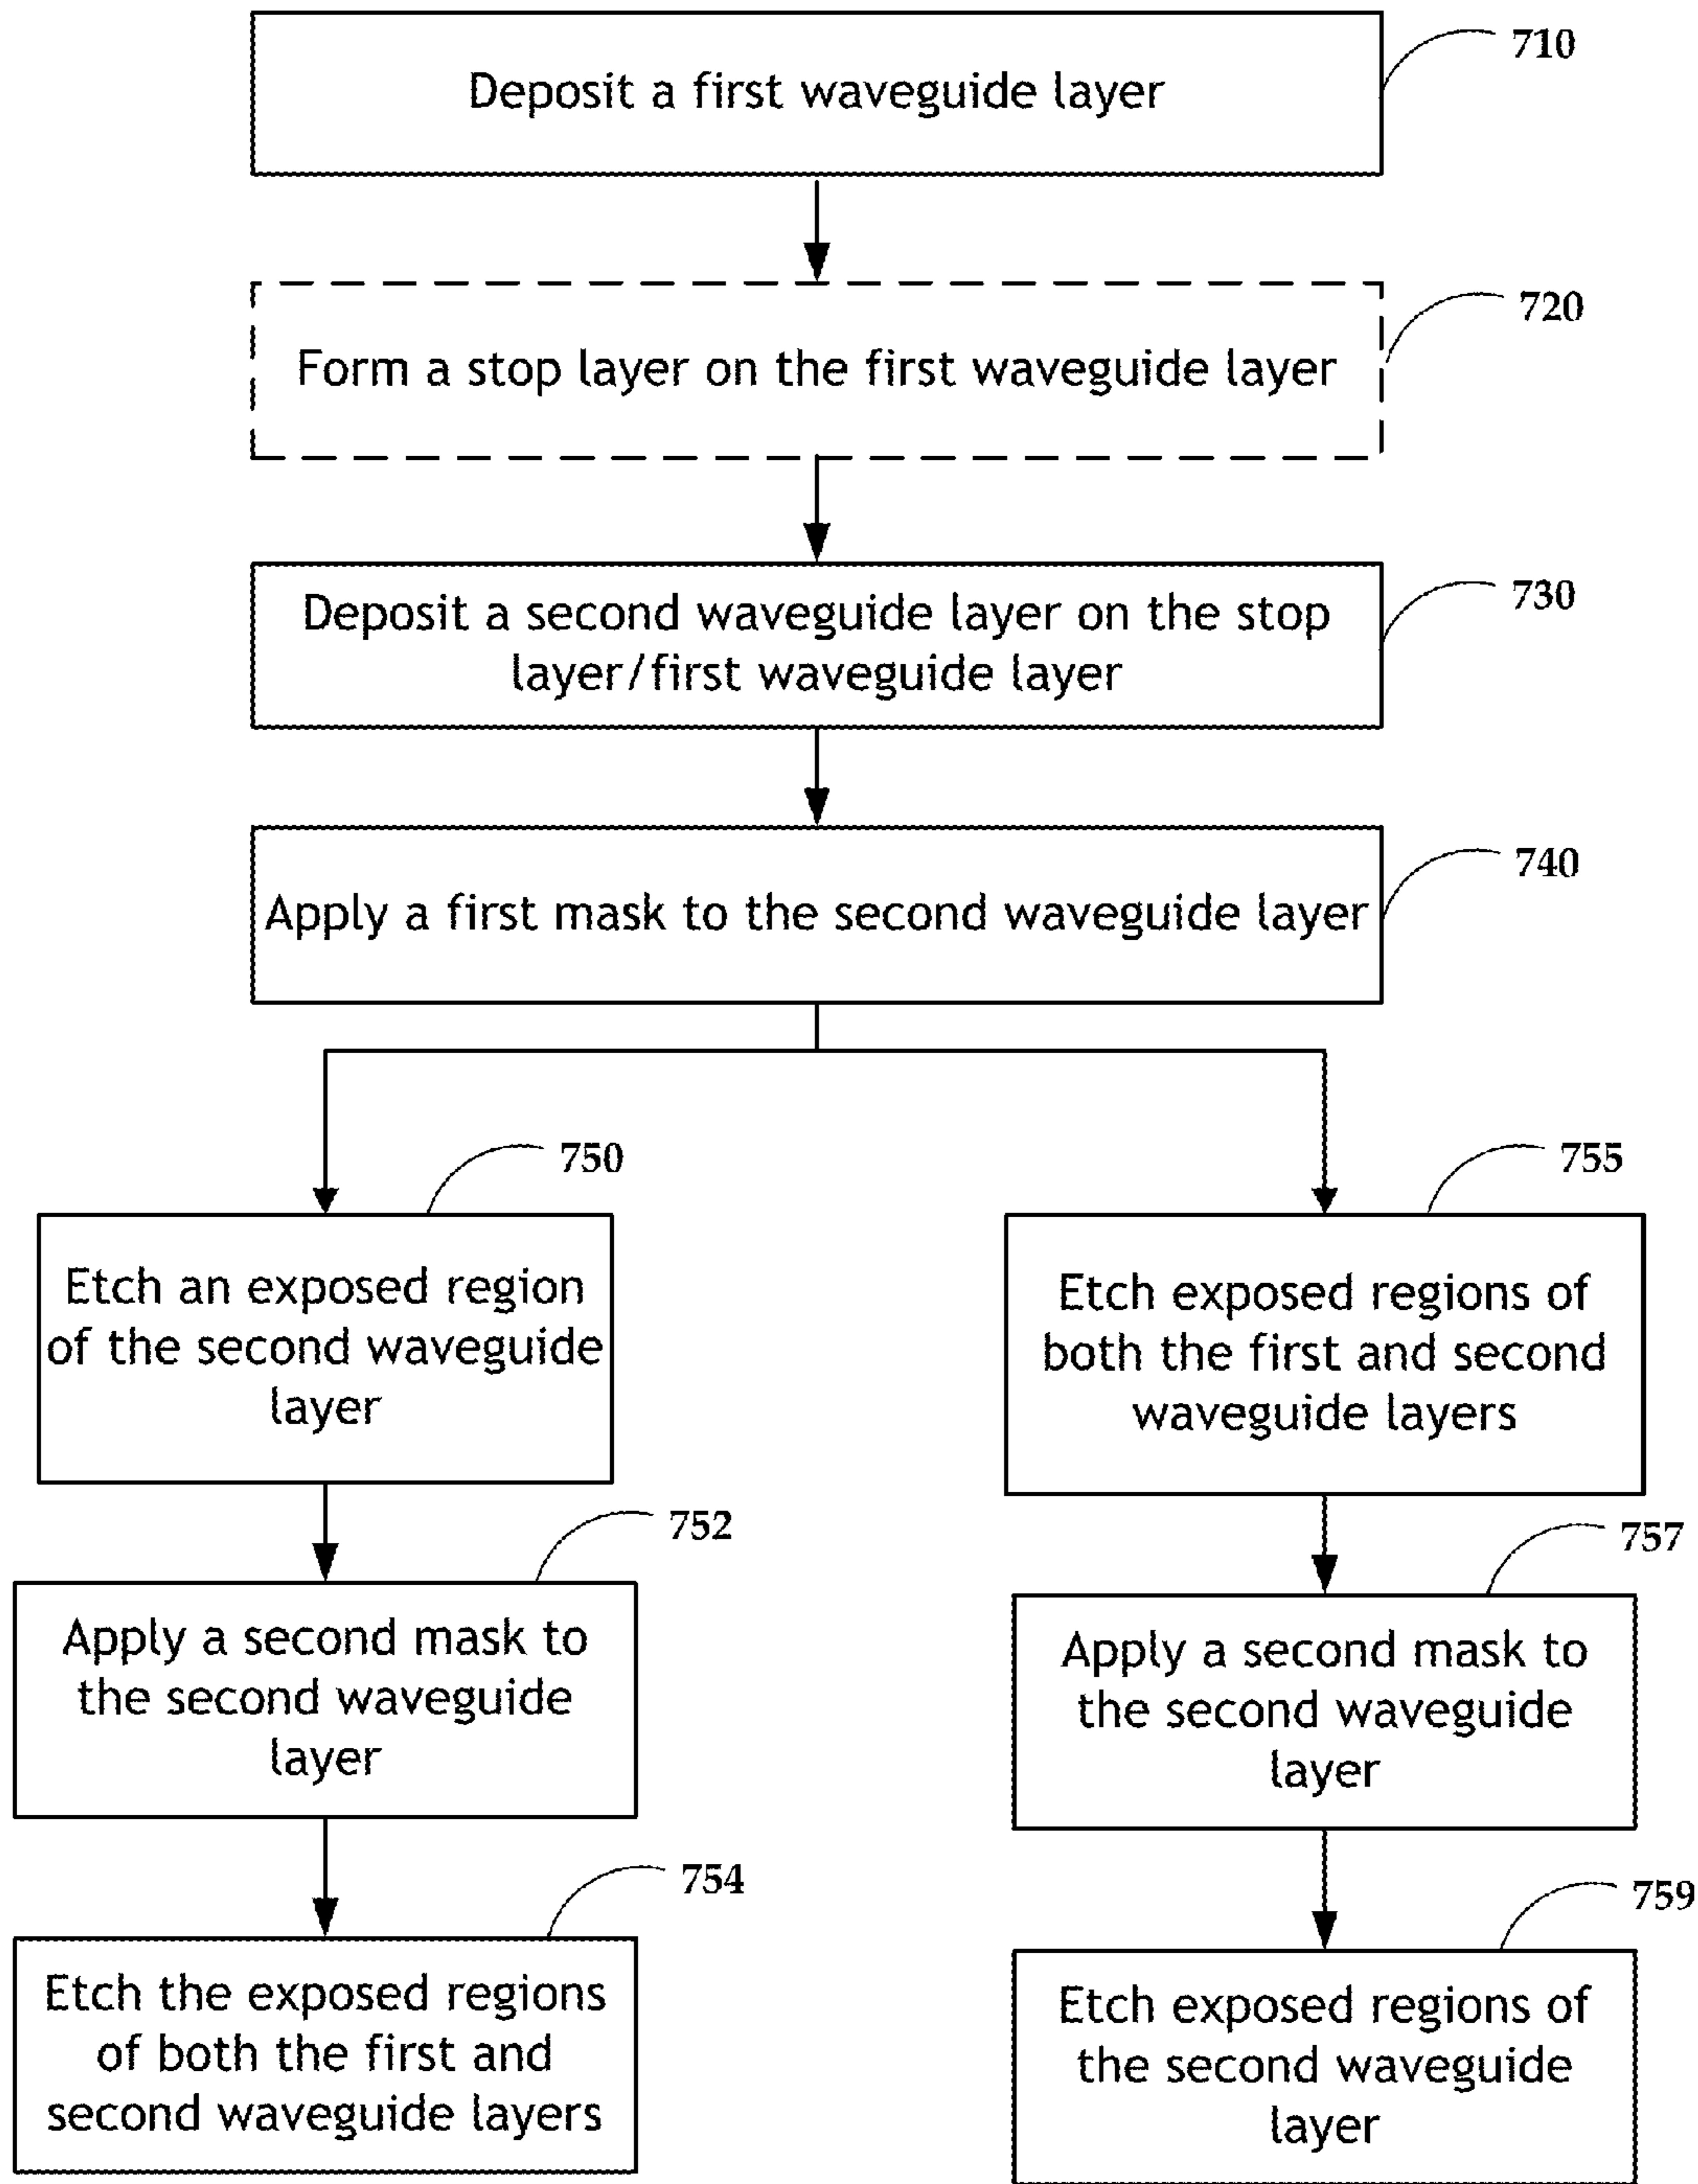 Deposit a first waveguide layer
710
Form a stop layer on the first waveguide layer
720
Deposit a second waveguide layer on the stop
layer/first waveguide layer
730
Apply a first mask to the second waveguide layer
740
750
Etch an exposed region
of the second waveguide
layer
752
Apply a second mask to
the second waveguide
layer
754
Etch the exposed regions
of both the first and
second waveguide layers
755
Etch exposed regions of
both the first and second
waveguide layers
757
Apply a second mask to
the second waveguide
layer
759
Etch exposed regions of
the second waveguide
layer